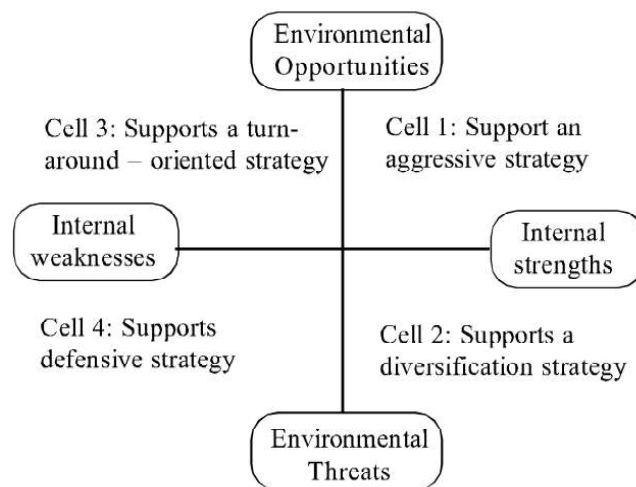 Environmental
Opportunities
Cell 3: Supports a turn-
around – oriented strategy
Cell 1: Support an
aggressive strategy
Internal
weaknesses
Internal
strengths
Cell 4: Supports
defensive strategy
Cell 2: Supports a
diversification strategy
Environmental
Threats